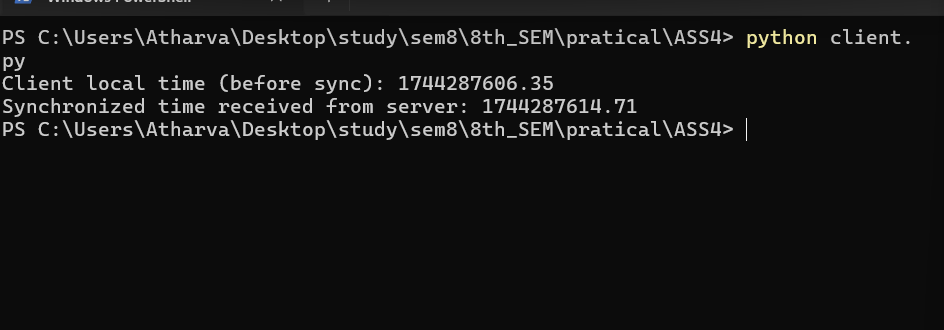 Windows PowerShell
PS C:\Users\Atharva\Desktop\study\sem8\8th_SEM\pratical\ASS4> python client.
py
Client local time (before sync): 1744287606.35
Synchronized time received from server: 1744287614.71
PS C:\Users\Atharva\Desktop\study\sem8\8th_SEM\pratical\ASS4>